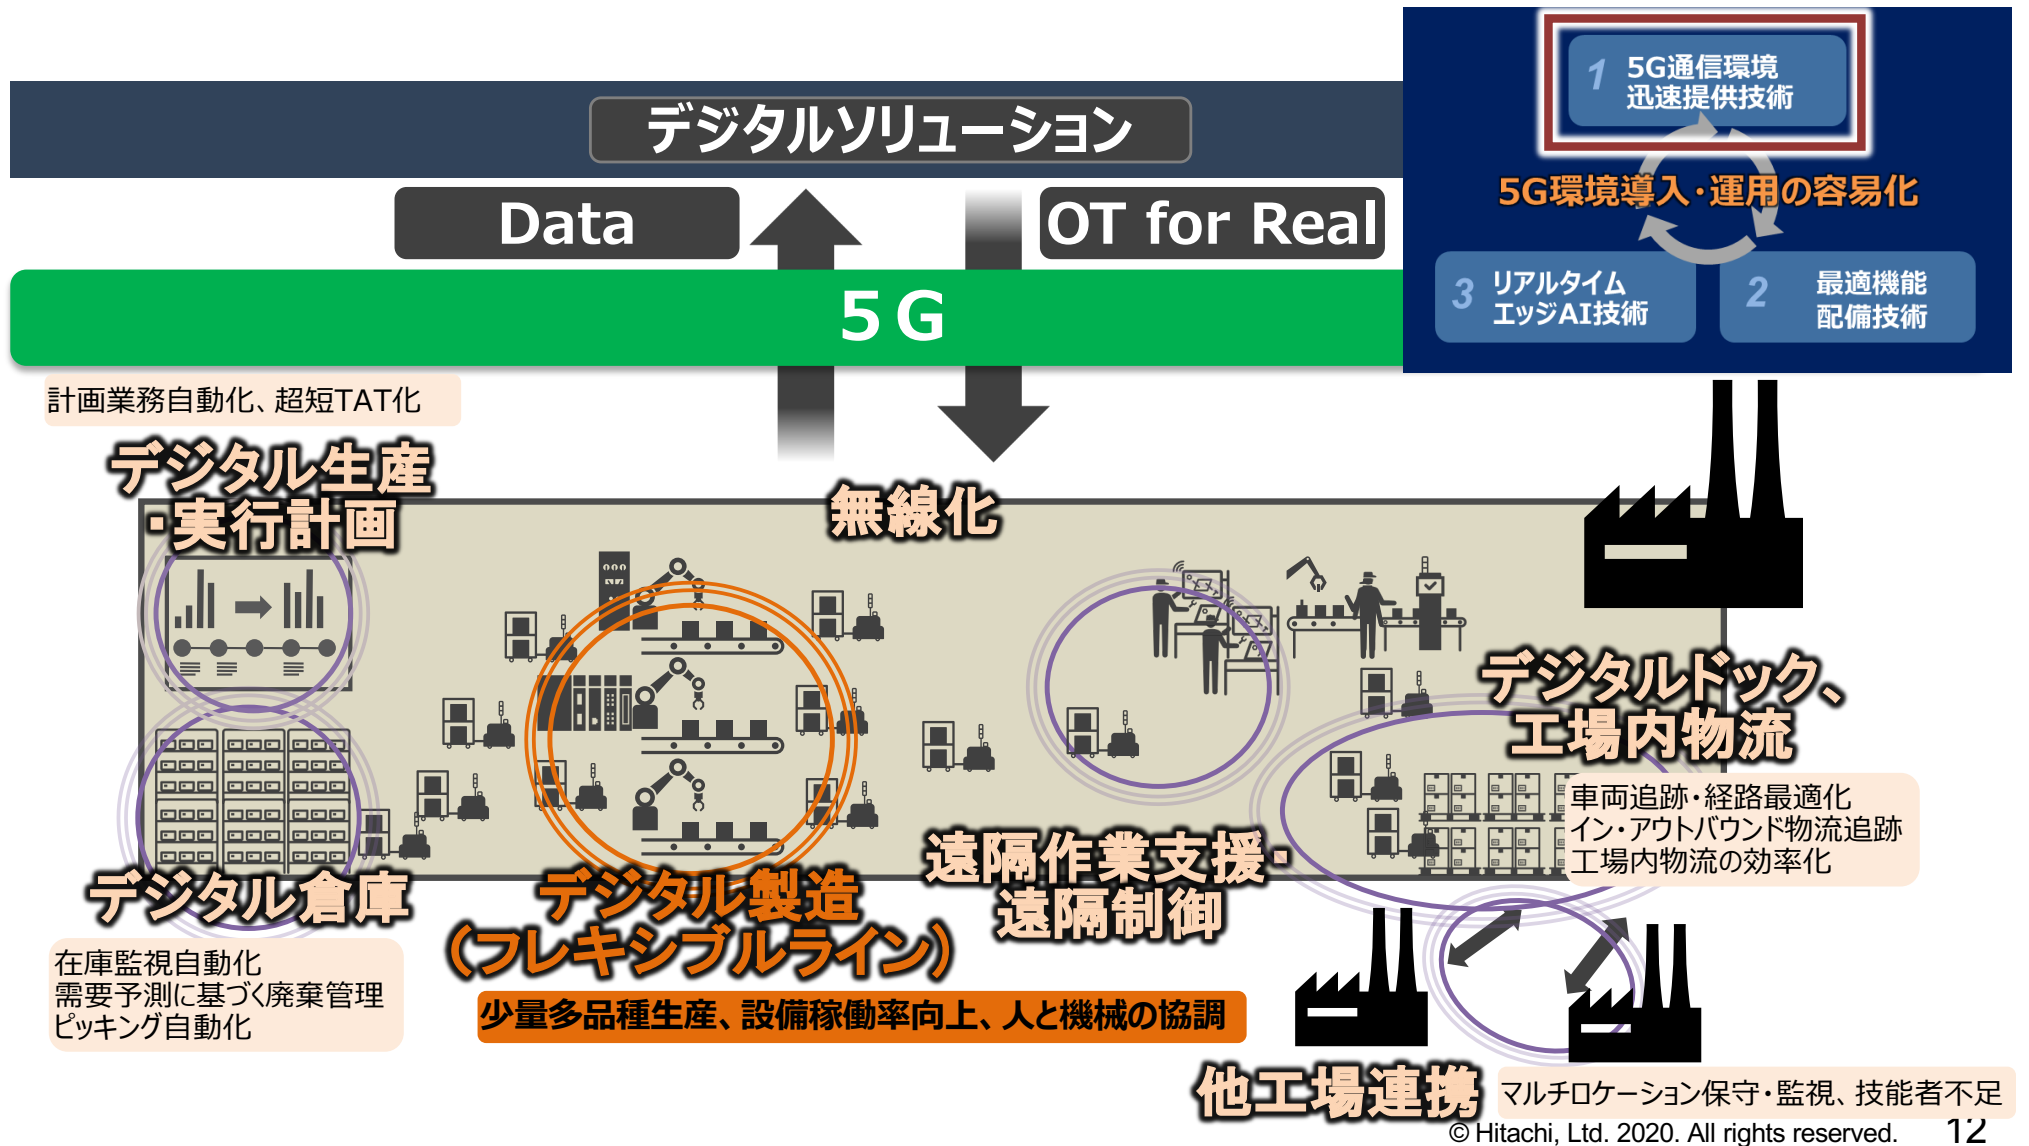 デジタルソリューション
Data
OT for Real
5G
1 5G通信環境
迅速提供技術
5G環境導入・運用の容易化
3 リアルタイム
エッジAI技術
2 最適機能
配備技術
計画業務自動化、超短TAT化
デジタル生産
・実行計画
無線化
デジタルドック、
工場内物流
車両追跡・経路最適化
イン・アウトバウンド物流追跡
工場内物流の効率化
デジタル倉庫
在庫監視自動化
需要予測に基づく廃棄管理
ピッキング自動化
デジタル製造
（フレキシブルライン）
少量多品種生産、設備稼働率向上、人と機械の協調
遠隔作業支援・
遠隔制御
他工場連携
マルチロケーション保守・監視、技能者不足
© Hitachi, Ltd. 2020. All rights reserved.
12